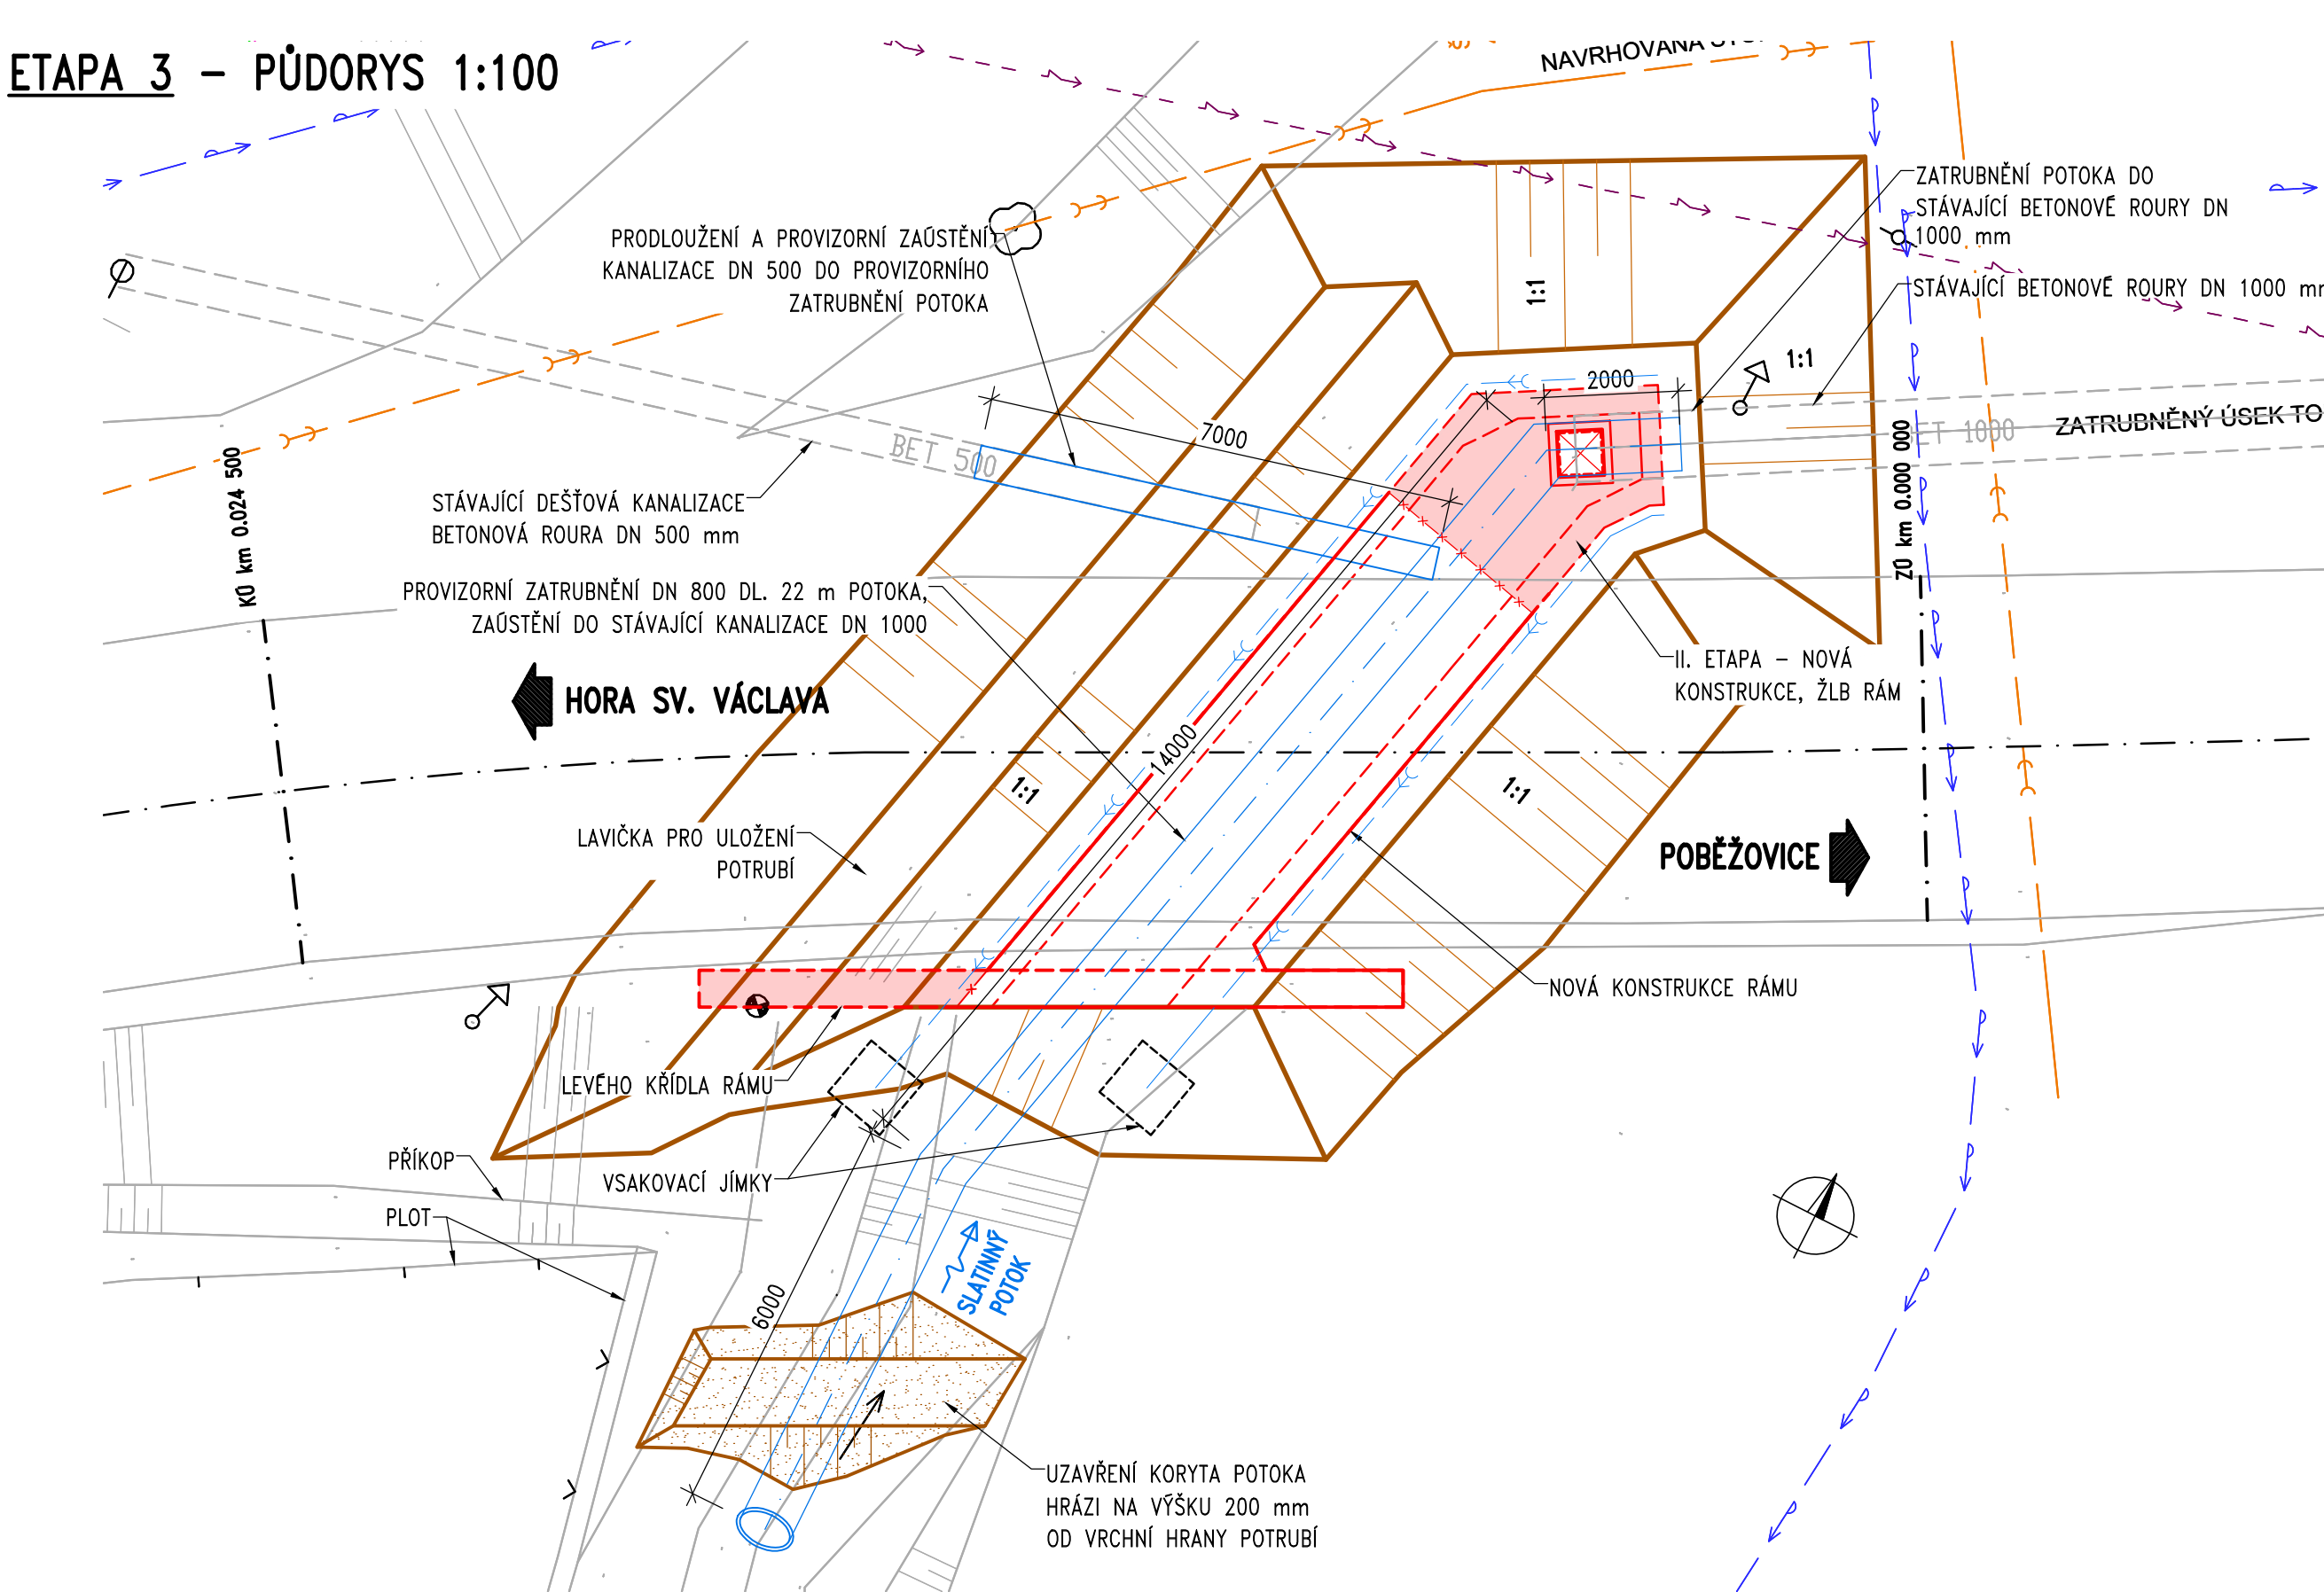 ETAPA 3 – PŮDORYS 1:100
NAVRHOVANÁ
ZATRUBNĚNÍ POTOKA DO
STÁVAJÍCÍ BETONOVÉ ROURY DN
1000 mm
STÁVAJÍCÍ BETONOVÉ ROURY DN 1000 mm
PRODLOUŽENÍ A PROVIZORNÍ ZAÚSTĚNÍ
KANALIZACE DN 500 DO PROVIZORNÍHO
ZATRUBNĚNÍ POTOKA
1:1
1:1
2000
7000
BET 500
BET 1000
ZATRUBNĚNÝ ÚSEK TO
KÚ km 0.024 500
ZÚ km 0.000 000
STÁVAJÍCÍ DEŠŤOVÁ KANALIZACE
BETONOVÁ ROURA DN 500 mm
PROVIZORNÍ ZATRUBNĚNÍ DN 800 DL. 22 m POTOKA,
ZAÚSTĚNÍ DO STÁVAJÍCÍ KANALIZACE DN 1000
II. ETAPA – NOVÁ
KONSTRUKCE, ŽLB RÁM
HORA SV. VÁCLAVA
14000
1:1
1:1
LAVIČKA PRO ULOŽENÍ
POTRUBÍ
POBĚŽOVICE
NOVÁ KONSTRUKCE RÁMU
LEVÉHO KŘÍDLA RÁMU
PŘÍKOP
VSAKOVACÍ JÍMKY
PLOT
SLATINNÝ
POTOK
6000
UZAVŘENÍ KORYTA POTOKA
HRÁZI NA VÝŠKU 200 mm
OD VRCHNÍ HRANY POTRUBÍ